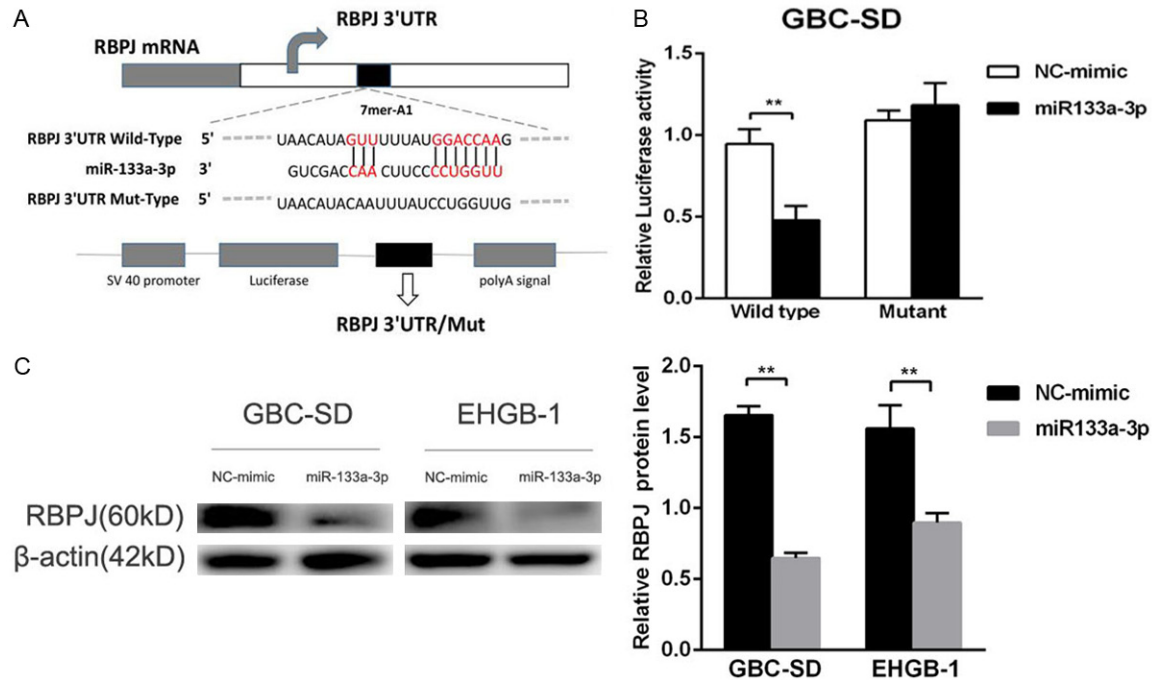 A
RBPJ 3'UTR
RBPJ mRNA
7mer-A1
RBPJ 3'UTR Wild-Type 5' UAACAUAGUUUUUAUGGACCAAG
miR-133a-3p 3' GUCGACCAA CUUCCCCUGGUU
RBPJ 3'UTR Mut-Type 5' UAACAUACAAUUUAUCCUGGUUG
SV 40 promoter Luciferase polyA signal
RBPJ 3'UTR/Mut
B
GBC-SD
Relative Luciferase activity
1.5
1.0
0.5
0.0
**
Wild type Mutant
NC-mimic
miR133a-3p
C
GBC-SD EHGB-1
NC-mimic miR-133a-3p NC-mimic miR-133a-3p
RBPJ(60kD)
β-actin(42kD)
Relative RBPJ protein level
2.0
1.5
1.0
0.5
0.0
** **
GBC-SD EHGB-1
NC-mimic
miR133a-3p